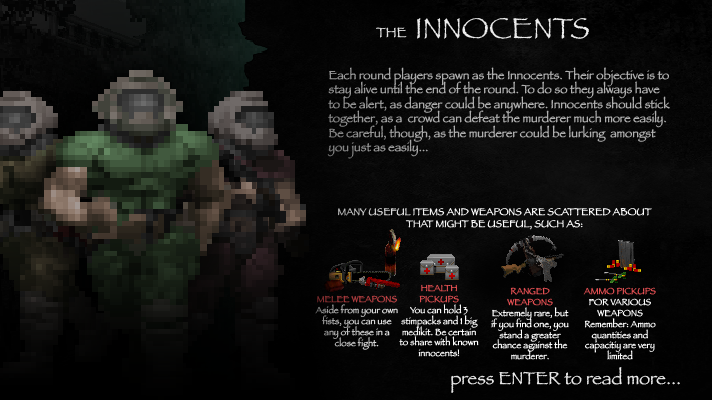 THE INNOCENTS
Each round players spawn as the Innocents. Their objective is to
stay alive until the end of the round. To do so they always have
to be alert, as danger could be anywhere. Innocents should stick
together, as a crowd can defeat the murderer much more easily.
Be careful, though, as the murderer could be lurking amongst
you just as easily...
MANY USEFUL ITEMS AND WEAPONS ARE SCATTERED ABOUT
THAT MIGHT BE USEFUL, SUCH AS:
MELEE WEAPONS
Aside from your own
fists, you can use
any of these in a
close fight.
HEALTH
PICKUPS
You can hold 3
stimpacks and 1 big
medikit. Be certain
to share with known
innocents!
RANGED
WEAPONS
Extremely rare, but
if you find one, you
stand a greater
chance against the
murderer.
AMMO PICKUPS
FOR VARIOUS
WEAPONS
Remember: Ammo
quantities and
capacitiy are very
limited
press ENTER to read more...